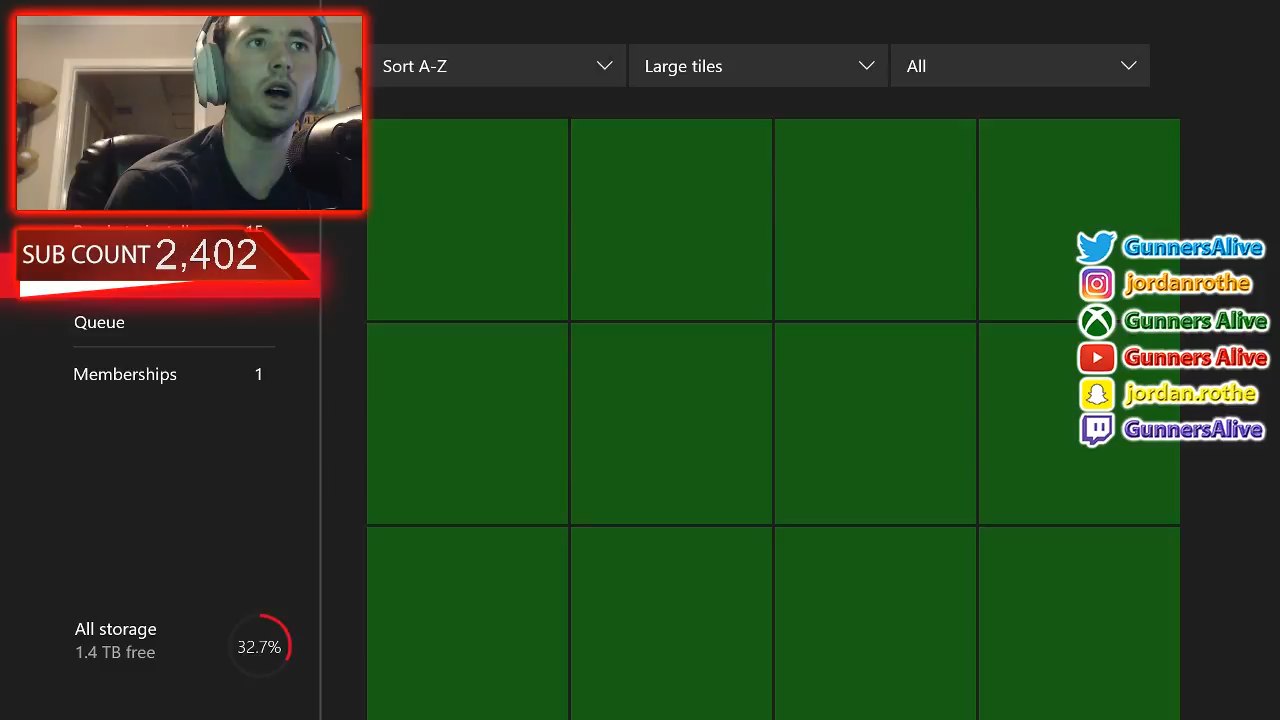 Sort A-Z
Large tiles
All
15
SUB COUNT 2,402
Queue
Memberships 1
All storage
1.4 TB free
32.7%
GunnersAlive
jordanrothe
Gunners Alive
Gunners Alive
jordan.rothe
GunnersAlive